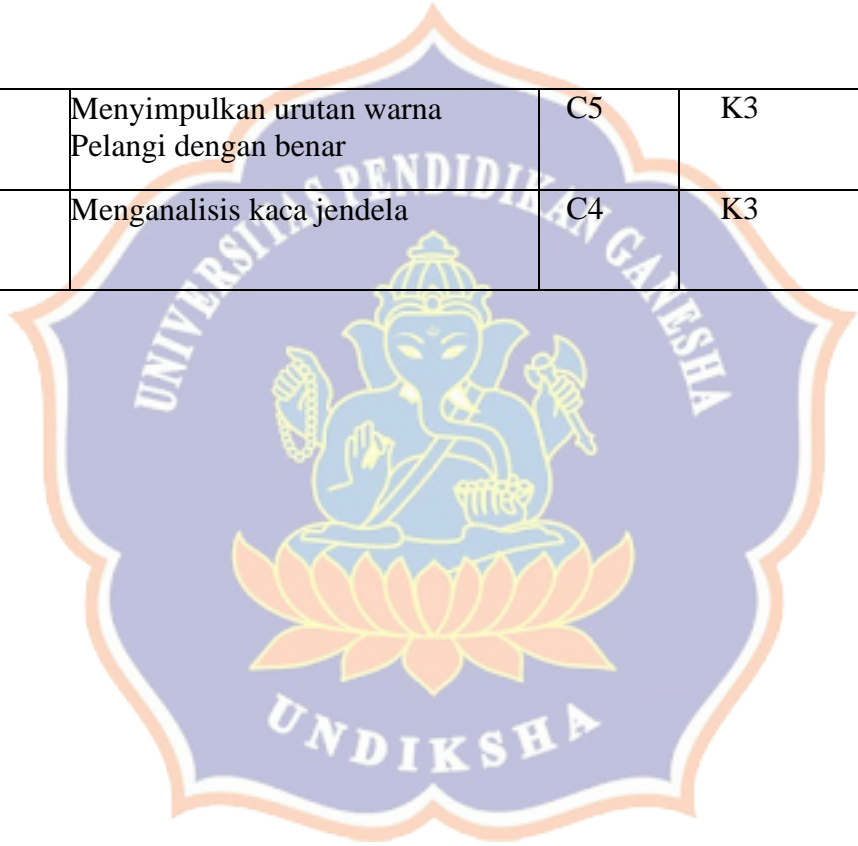 Menyimpulkan urutan warna C5 K3
Pelangi dengan benar
Menganalisis kaca jendela C4 K3
UNIVERSITAS PENDIDIKAN GANESHA
UNDIKSHA